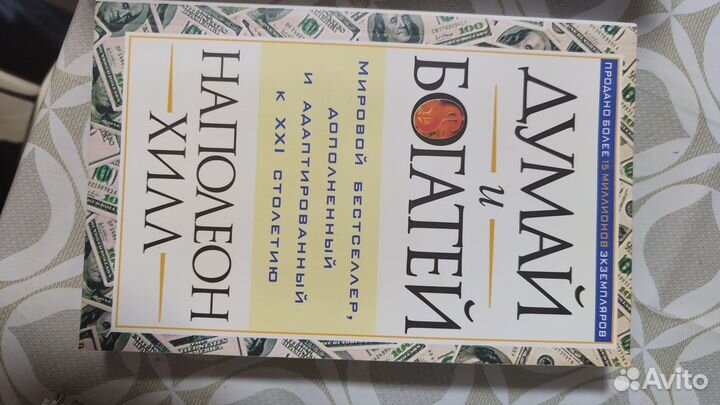 ПРОДАНО БОЛЕЕ 15 МИЛЛИОНОВ ЭКЗЕМПЛЯРОВ
ДУМАЙ
и
БОГАТЕЙ
МИРОВОЙ БЕСТСЕЛЛЕР,
ДОПОЛНЕННЫЙ
И АДАПТИРОВАННЫЙ
К XXI СТОЛЕТИЮ
НАПОЛЕОН
ХИЛЛ
Avito